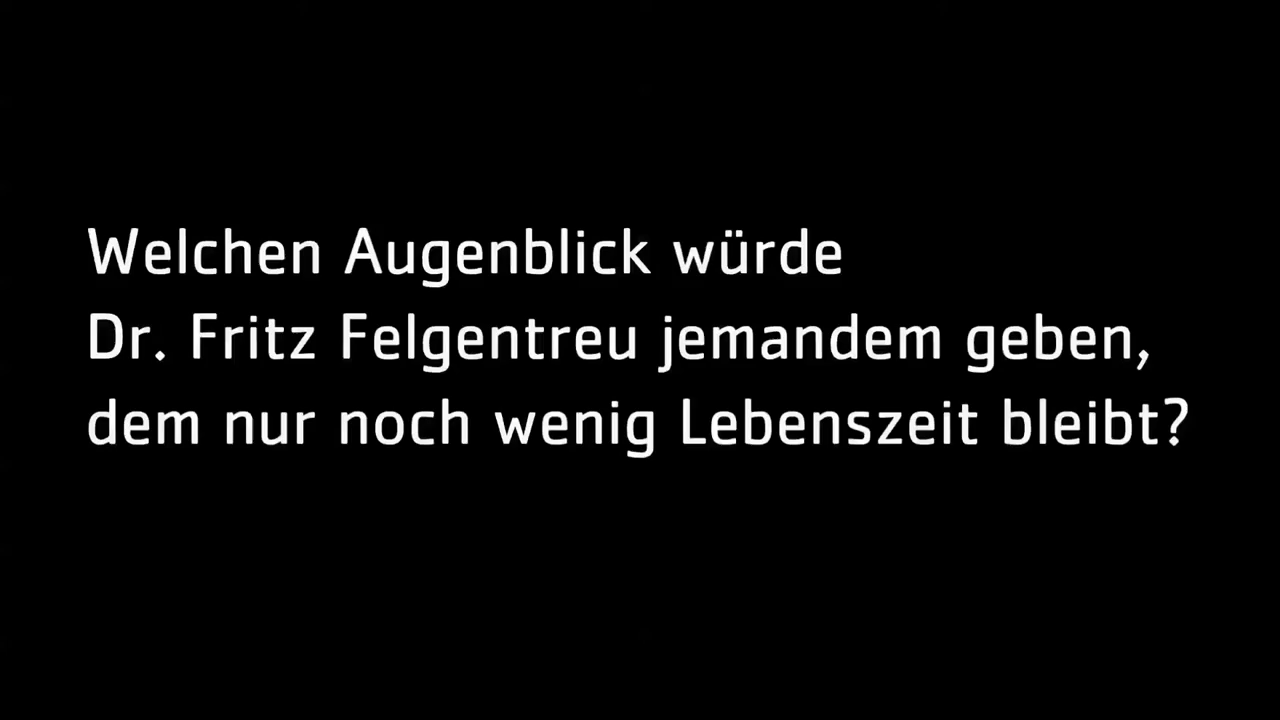 Welchen Augenblick würde
Dr. Fritz Felgentreu jemandem geben,
dem nur noch wenig Lebenszeit bleibt?